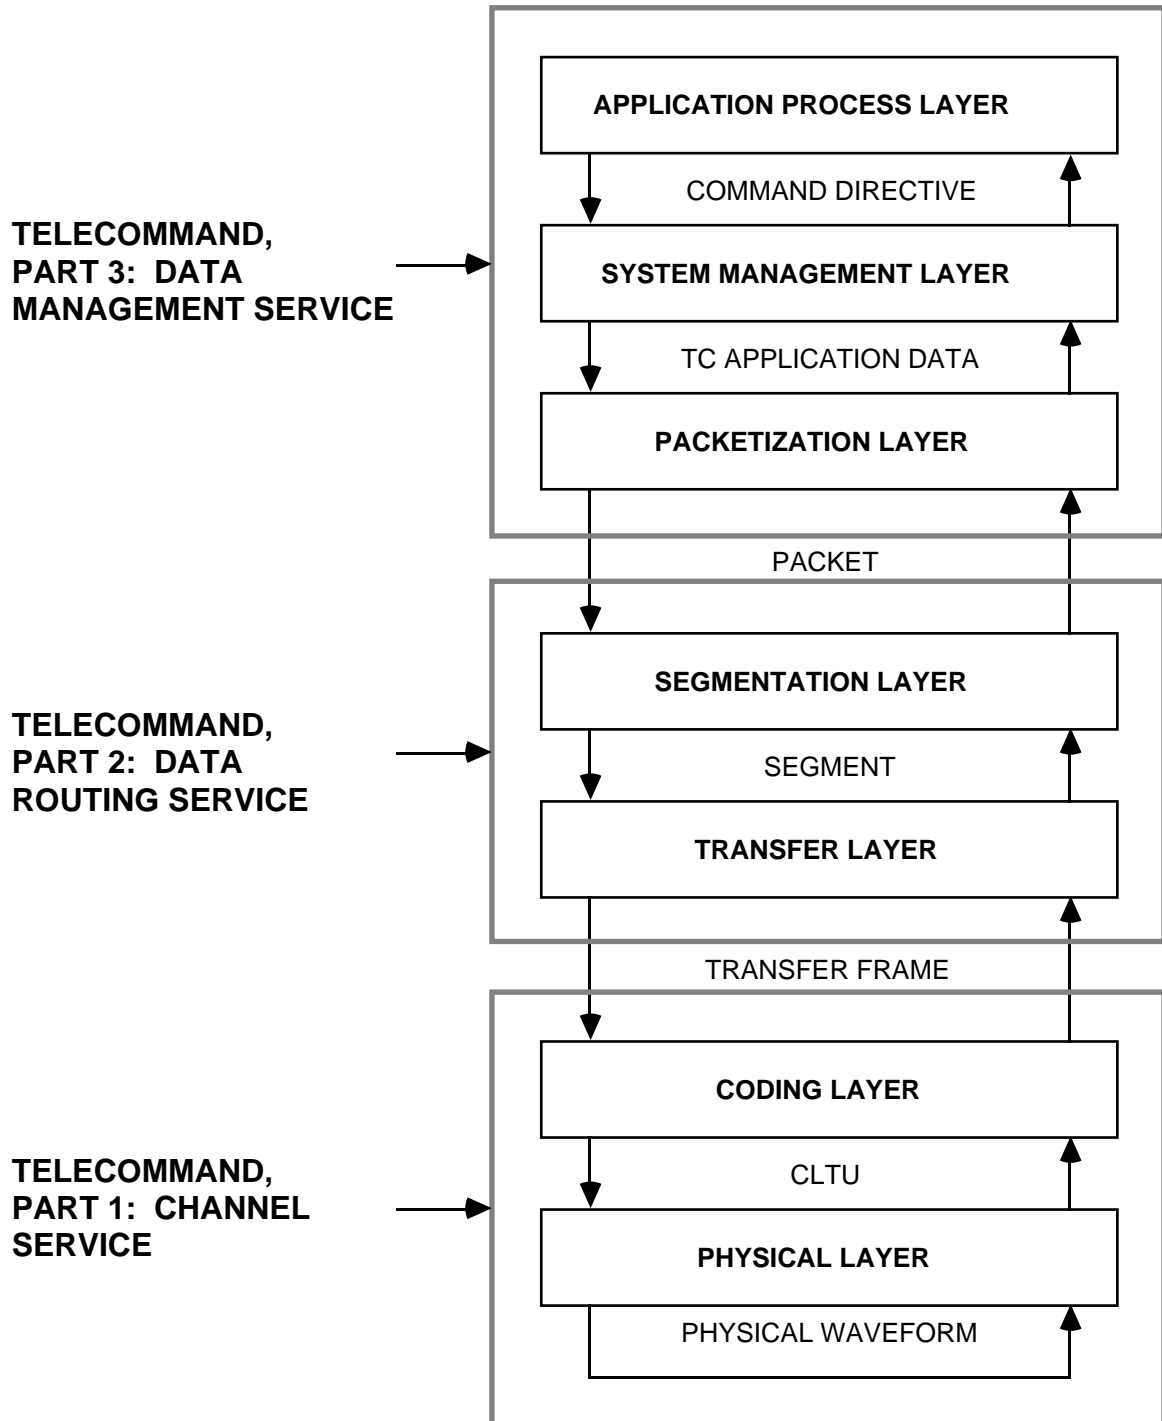 APPLICATION PROCESS LAYER
COMMAND DIRECTIVE
TELECOMMAND,
PART 3: DATA
MANAGEMENT SERVICE
SYSTEM MANAGEMENT LAYER
TC APPLICATION DATA
PACKETIZATION LAYER
PACKET
SEGMENTATION LAYER
TELECOMMAND,
PART 2: DATA
ROUTING SERVICE
SEGMENT
TRANSFER LAYER
TRANSFER FRAME
CODING LAYER
TELECOMMAND,
PART 1: CHANNEL
SERVICE
CLTU
PHYSICAL LAYER
PHYSICAL WAVEFORM